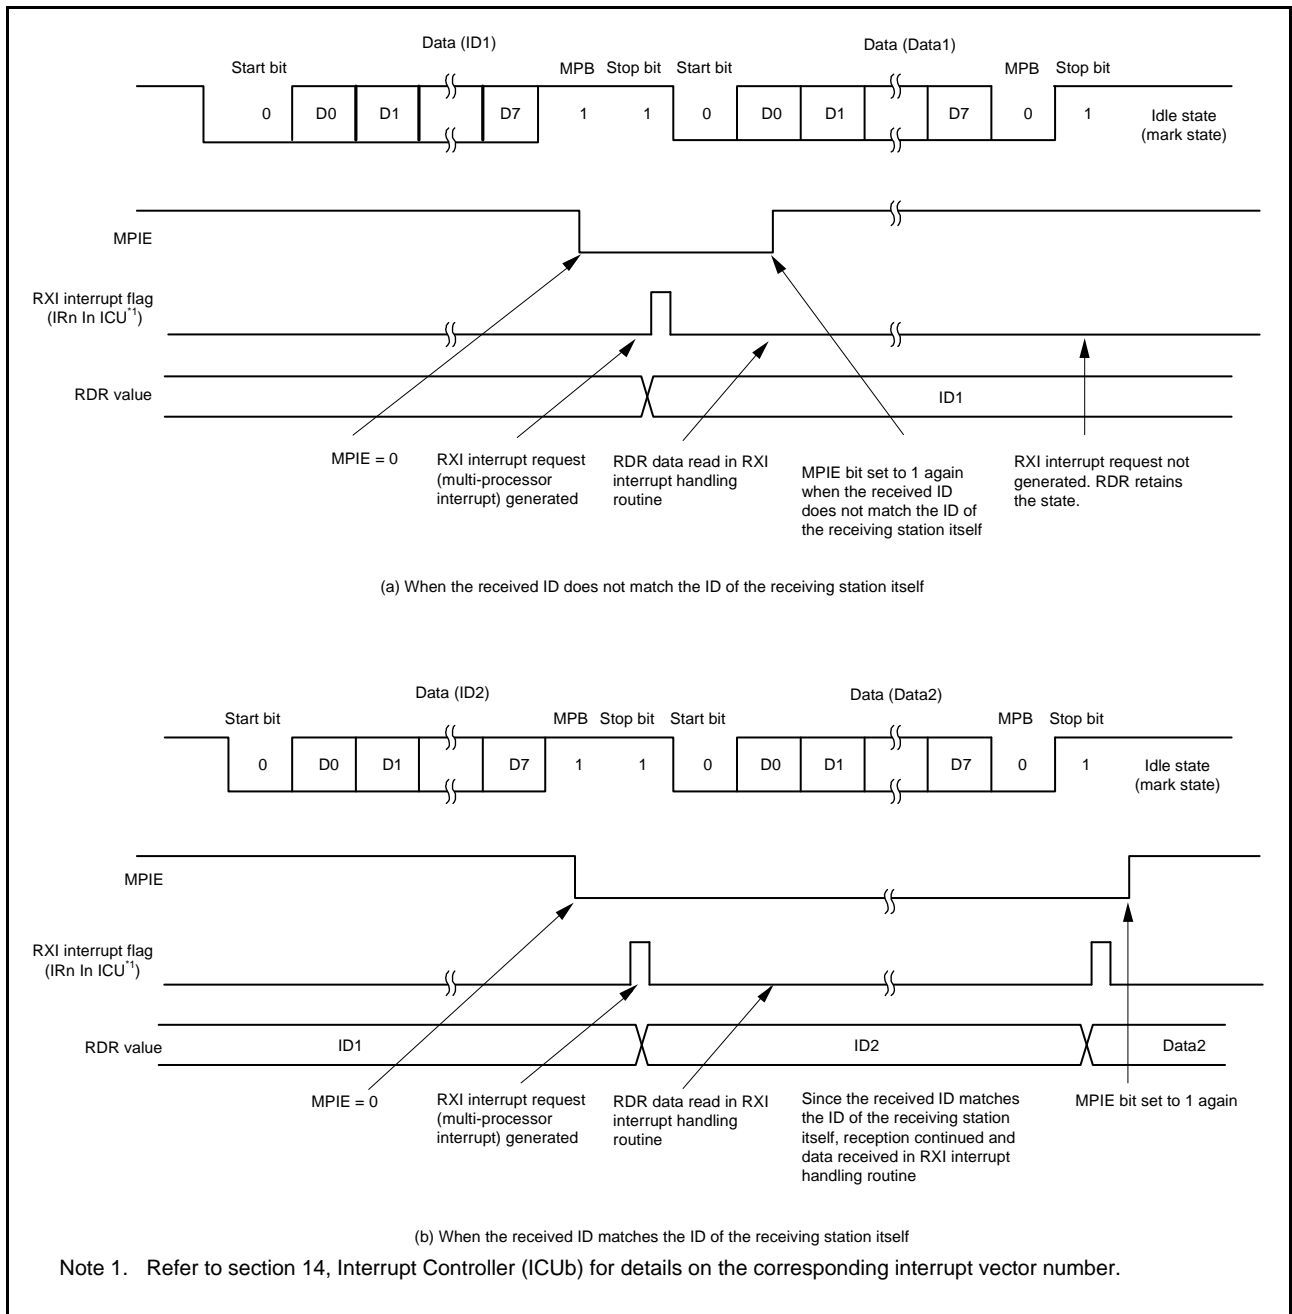 Data (ID1) Data (Data1)
Start bit MPB Stop bit Start bit MPB Stop bit
0 D0 D1 D7 1 1 0 D0 D1 D7 0 1 Idle state
(mark state)
MPIE
RXI interrupt flag
(IRn In ICU*1)
RDR value ID1
MPIE = 0
RXI interrupt request
(multi-processor
interrupt) generated
RDR data read in RXI
interrupt handling
routine
MPIE bit set to 1 again
when the received ID
does not match the ID of
the receiving station itself
RXI interrupt request not
generated. RDR retains
the state.
(a) When the received ID does not match the ID of the receiving station itself
Data (ID2) Data (Data2)
Start bit MPB Stop bit Start bit MPB Stop bit
0 D0 D1 D7 1 1 0 D0 D1 D7 0 1 Idle state
(mark state)
MPIE
RXI interrupt flag
(IRn In ICU*1)
RDR value ID1 ID2 Data2
MPIE = 0
RXI interrupt request
(multi-processor
interrupt) generated
RDR data read in RXI
interrupt handling
routine
Since the received ID matches
the ID of the receiving station
itself, reception continued and
data received in RXI interrupt
handling routine
MPIE bit set to 1 again
(b) When the received ID matches the ID of the receiving station itself
Note 1. Refer to section 14, Interrupt Controller (ICUb) for details on the corresponding interrupt vector number.